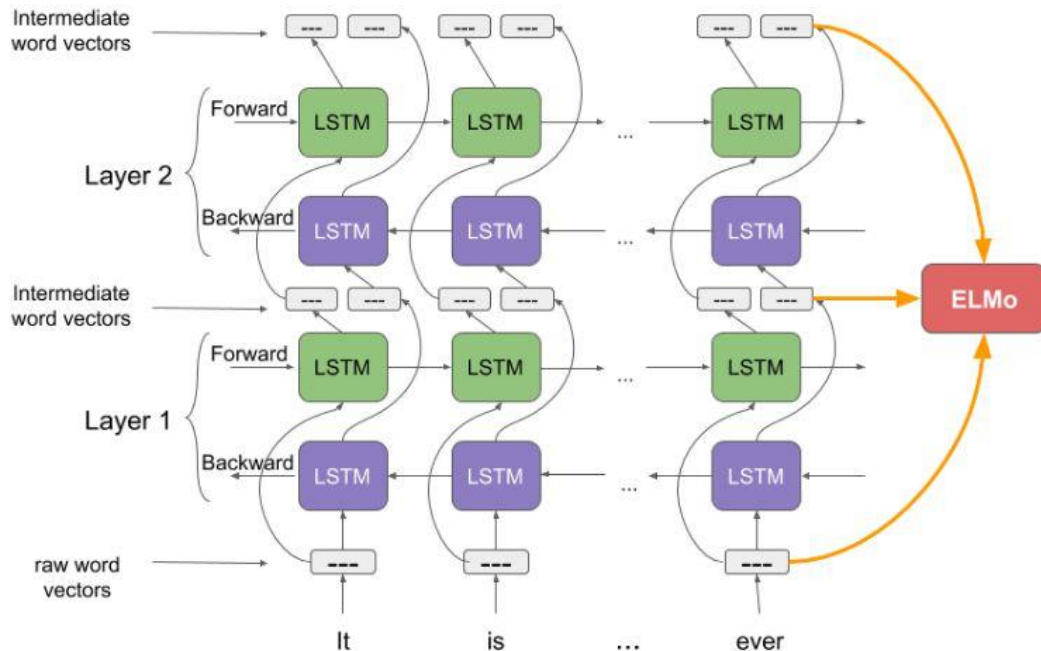 Intermediate
word vectors
--- --- --- --- --- ---
Forward
LSTM LSTM ... LSTM
Layer 2
Backward
LSTM LSTM ... LSTM
Intermediate
word vectors
--- --- --- --- --- ---
ELMo
Forward
LSTM LSTM ... LSTM
Layer 1
Backward
LSTM LSTM ... LSTM
raw word
vectors
--- --- ---
It is ... ever